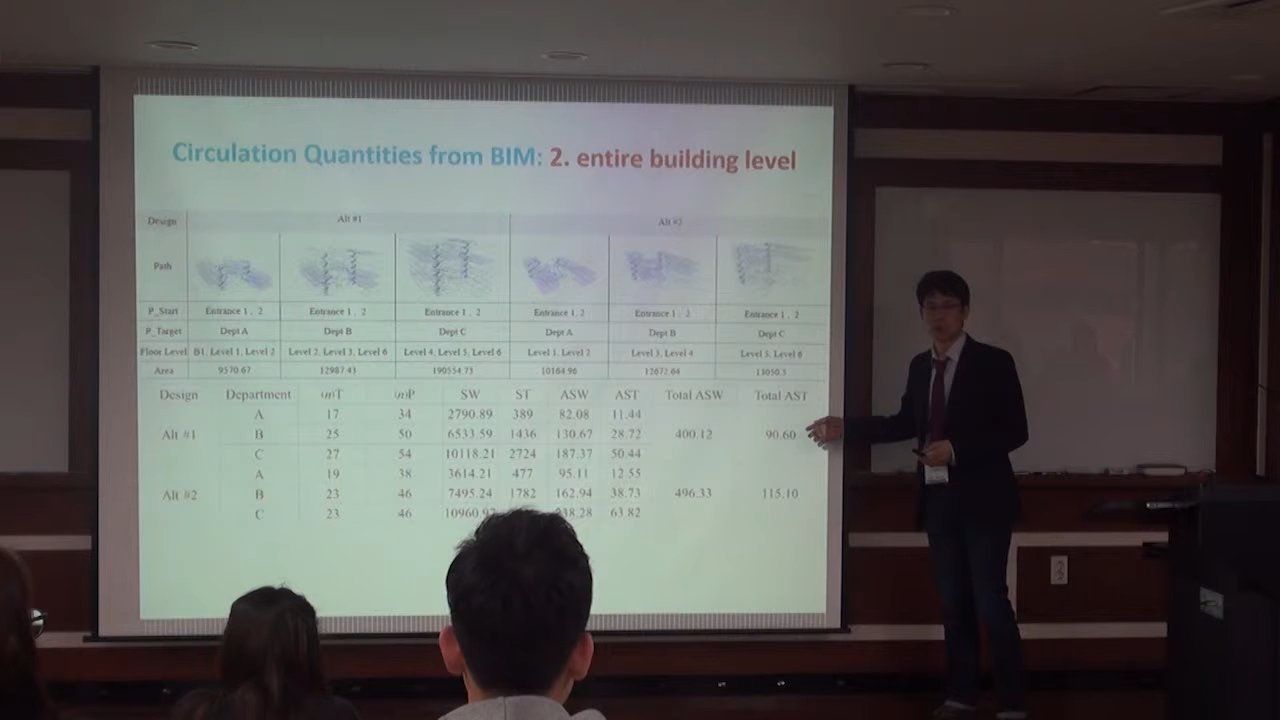 Circulation Quantities from BIM: 2. entire building level
Design Alt #1 Alt #2
Path
P_Start Entrance 1, 2 Entrance 1, 2 Entrance 1, 2 Entrance 1, 2 Entrance 1, 2 Entrance 1, 2
P_Target Dept A Dept B Dept C Dept A Dept B Dept C
Floor Level B1, Level 1, Level 2 Level 2, Level 3, Level 6 Level 4, Level 5, Level 6 Level 1, Level 2 Level 3, Level 4 Level 5, Level 6
Area 9570.67 12987.43 190554.73 10164.96 12672.64 13050.5
Design Department (n)T (n)P SW ST ASW AST Total ASW Total AST
A 17 34 2790.89 389 82.08 11.44
Alt #1 B 25 50 6533.59 1436 130.67 28.72 400.12 90.60
C 27 54 10118.21 2724 187.37 50.44
A 19 38 3614.21 477 95.11 12.55
Alt #2 B 23 46 7495.24 1782 162.94 38.73 496.33 115.10
C 23 46 63.82